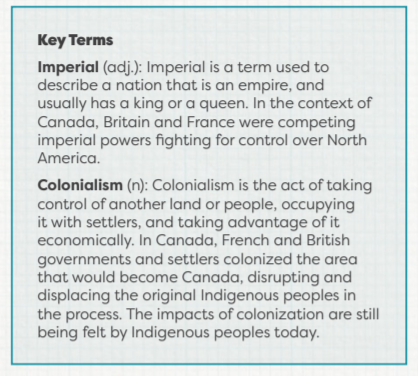 Key Terms
Imperial (adj.): Imperial is a term used to
describe a nation that is an empire, and
usually has a king or a queen. In the context of
Canada, Britain and France were competing
imperial powers fighting for control over North
America.
Colonialism (n): Colonialism is the act of taking
control of another land or people, occupying
it with settlers, and taking advantage of it
economically. In Canada, French and British
governments and settlers colonized the area
that would become Canada, disrupting and
displacing the original Indigenous peoples in
the process. The impacts of colonization are still
being felt by Indigenous peoples today.